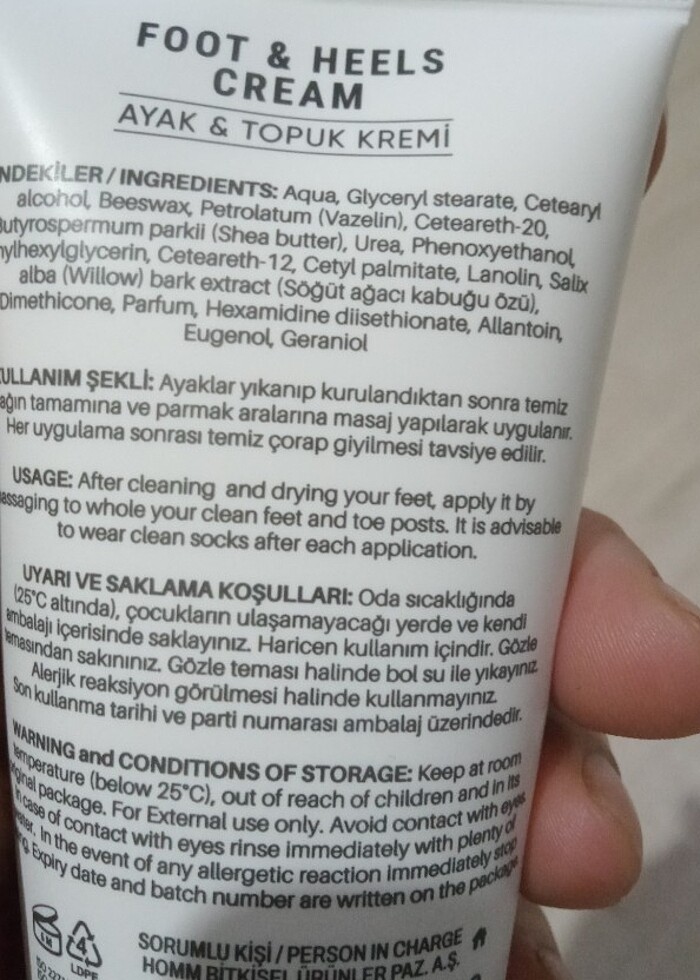 FOOT & HEELS
CREAM
AYAK & TOPUK KREMİ
NDEKİLER / INGREDIENTS: Aqua, Glyceryl stearate, Cetearyl
alcohol, Beeswax, Petrolatum (Vazelin), Ceteareth-20,
Butyrospermum parkii (Shea butter), Urea, Phenoxyethanol,
hylhexylglycerin, Ceteareth-12, Cetyl palmitate, Lanolin, Salix
alba (Willow) bark extract (Söğüt ağacı kabuğu özü),
Dimethicone, Parfum, Hexamidine diisethionate, Allantoin,
Eugenol, Geraniol
ULLANIM ŞEKLİ: Ayaklar yıkanıp kurulandıktan sonra temiz
ağın tamamına ve parmak aralarına masaj yapılarak uygulanır.
Her uygulama sonrası temiz çorap giyilmesi tavsiye edilir.
USAGE: After cleaning and drying your feet, apply it by
assaging to whole your clean feet and toe posts. It is advisable
to wear clean socks after each application.
UYARI VE SAKLAMA KOŞULLARI: Oda sıcaklığında
(25°C altında), çocukların ulaşamayacağı yerde ve kendi
ambalajı içerisinde saklayınız. Haricen kullanım içindir. Gözle
temasından sakınınız. Gözle teması halinde bol su ile yıkayınız.
Alerjik reaksiyon görülmesi halinde kullanmayınız.
Son kullanma tarihi ve parti numarası ambalaj üzerindedir.
WARNING and CONDITIONS OF STORAGE: Keep at room
temperature (below 25°C), out of reach of children and in its
original package. For External use only. Avoid contact with eyes.
In case of contact with eyes rinse immediately with plenty of
water. In the event of any allergetic reaction immediately stop
Expiry date and batch number are written on the package.
6 M
4
LDPE
SORUMLU KİŞİ / PERSON IN CHARGE
HOMM BİTKİSEL ÜRÜNLER PAZ. A.Ş.